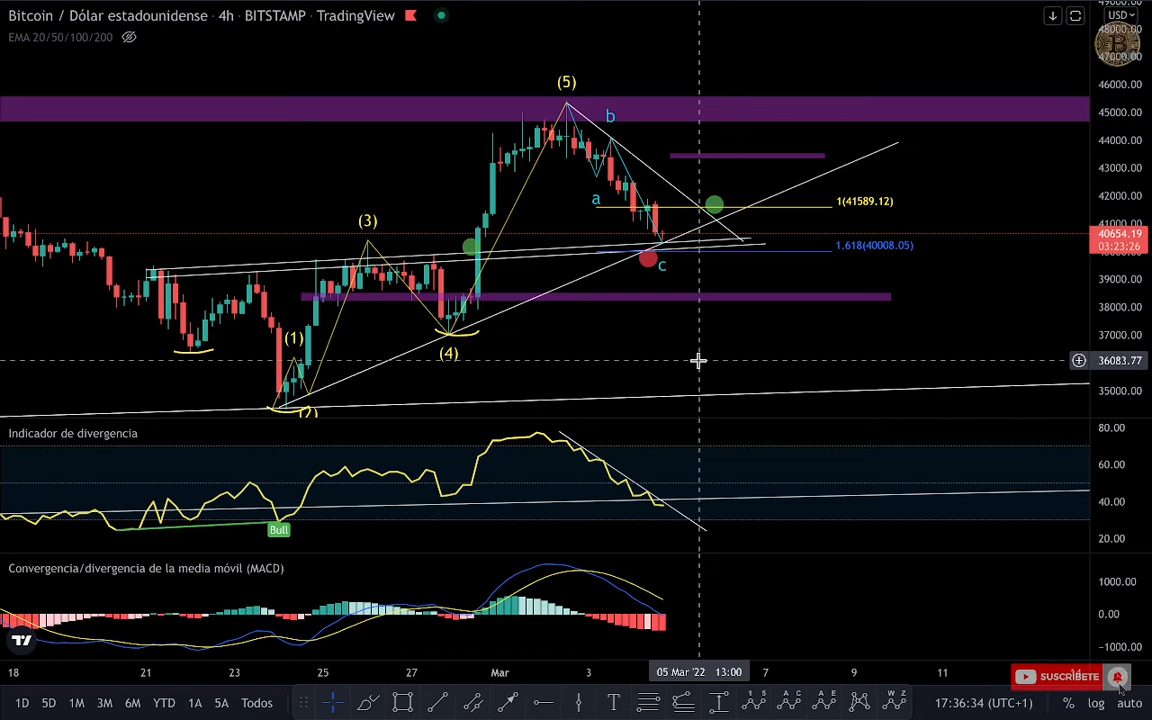 Bitcoin / Dólar estadounidense · 4h · BITSTAMP · TradingView
EMA 20/50/100/200
USD
48000.00
47000.00
46000.00
45000.00
44000.00
43000.00
42000.00
41000.00
40654.19
03:23:26
39000.00
38000.00
37000.00
36083.77
35000.00
(5)
b
a
1(41589.12)
(3)
1.618(40008.05)
c
(1)
(4)
(2)
Indicador de divergencia
80.00
60.00
40.00
20.00
Bull
Convergencia/divergencia de la media móvil (MACD)
1000.00
0.00
−1000.00
18
21
23
25
27
Mar
3
05 Mar '22 13:00
7
9
11
SUSCRÍBETE
1D
5D
1M
3M
6M
YTD
1A
5A
Todos
17:36:34 (UTC+1)
%
log
auto